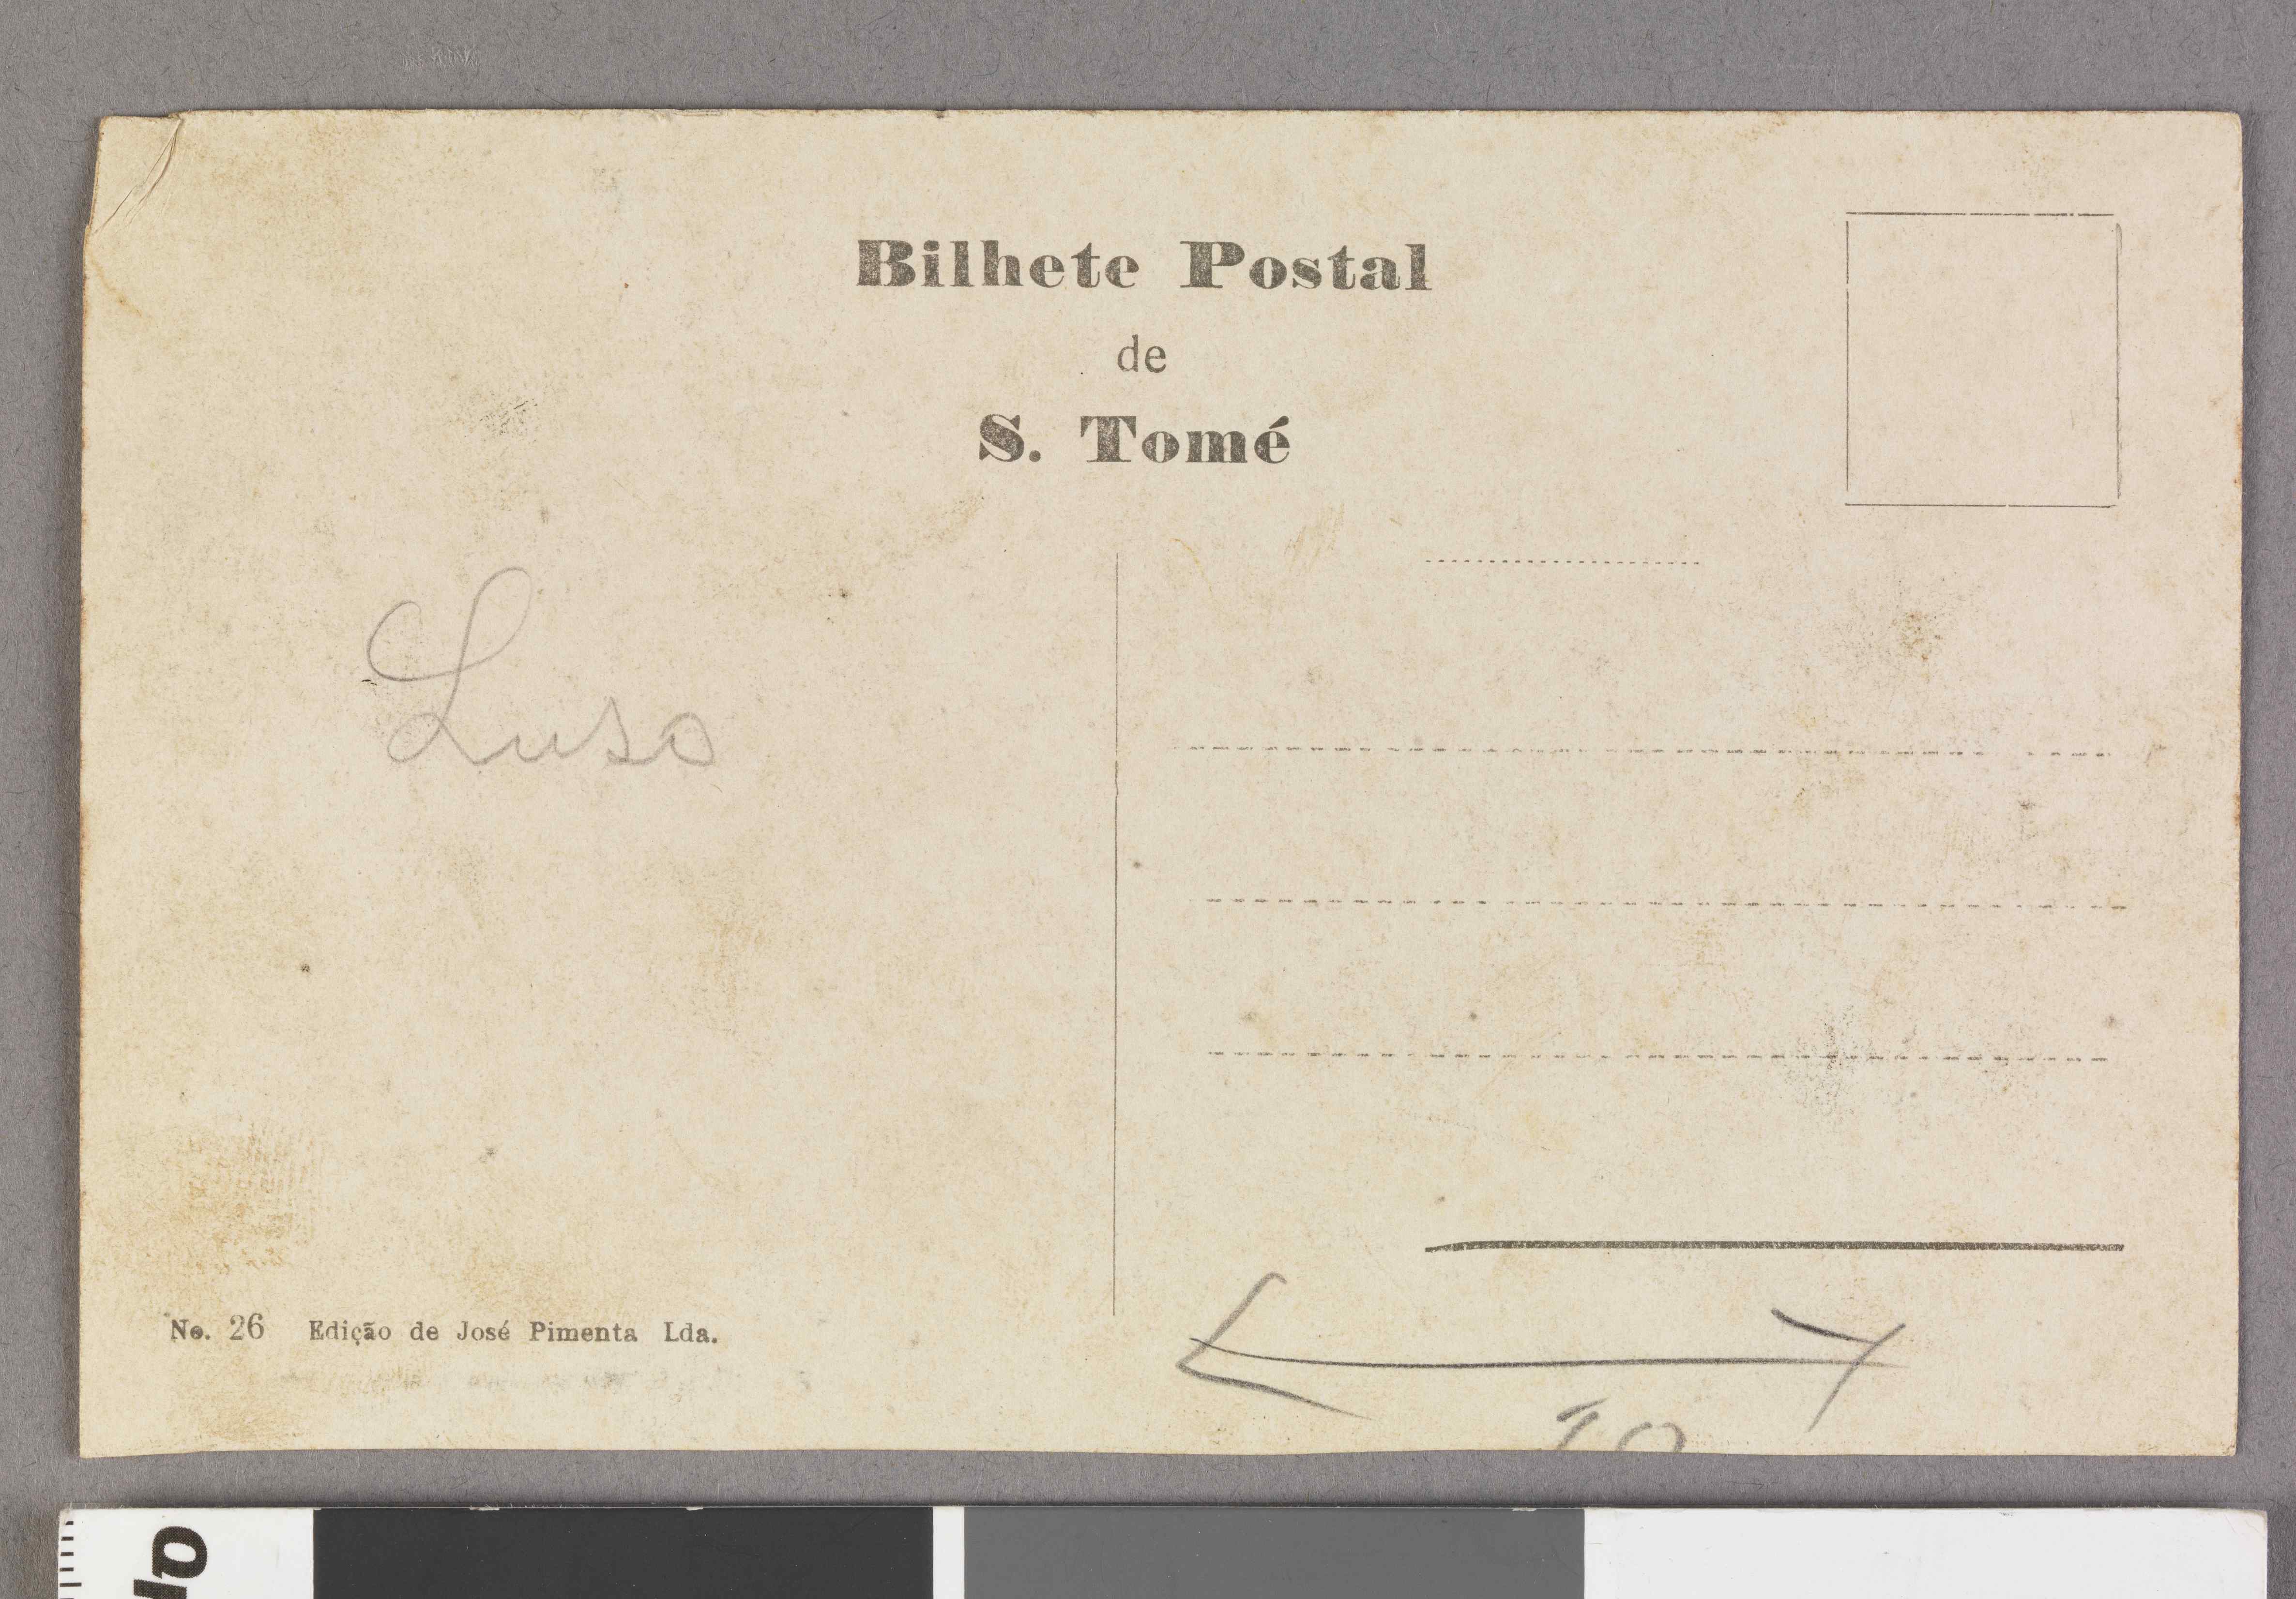 Bilhete Postal
de
S. Tomé
Luso
No. 26 Edição de José Pimenta Lda.